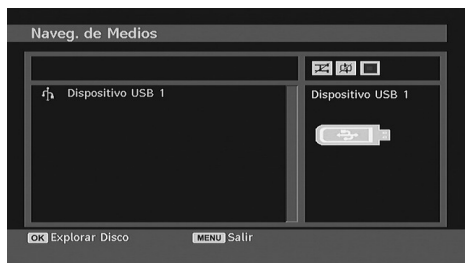 Naveg. de Medios
Dispositivo USB 1
Dispositivo USB 1
OK Explorar Disco MENU Salir